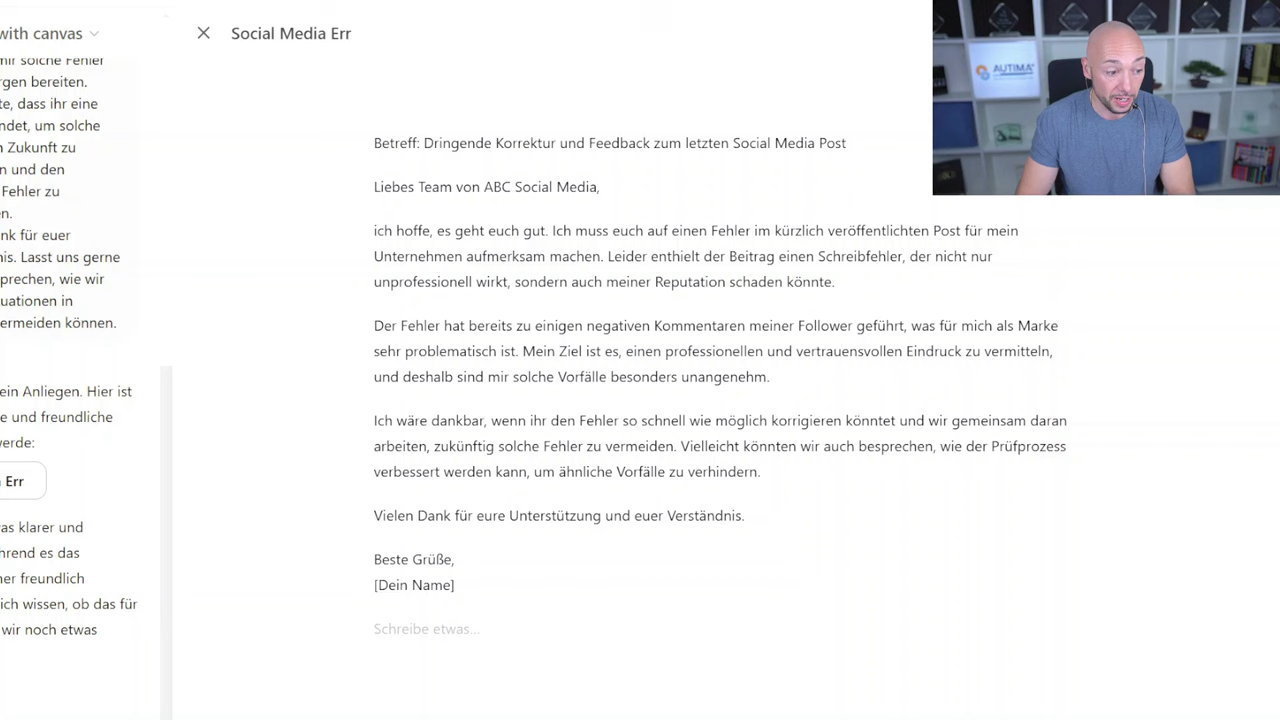 with canvas
Social Media Err
mir solche Fehler
rgen bereiten.
te, dass ihr eine
ndet, um solche
n Zukunft zu
n und den
Fehler zu
en.
nk für euer
nis. Lasst uns gerne
prechen, wie wir
uationen in
ermeiden können.
ein Anliegen. Hier ist
e und freundliche
werde:
Err
as klarer und
hrend es das
ner freundlich
ich wissen, ob das für
wir noch etwas
Betreff: Dringende Korrektur und Feedback zum letzten Social Media Post
Liebes Team von ABC Social Media,
ich hoffe, es geht euch gut. Ich muss euch auf einen Fehler im kürzlich veröffentlichten Post für mein
Unternehmen aufmerksam machen. Leider enthielt der Beitrag einen Schreibfehler, der nicht nur
unprofessionell wirkt, sondern auch meiner Reputation schaden könnte.
Der Fehler hat bereits zu einigen negativen Kommentaren meiner Follower geführt, was für mich als Marke
sehr problematisch ist. Mein Ziel ist es, einen professionellen und vertrauensvollen Eindruck zu vermitteln,
und deshalb sind mir solche Vorfälle besonders unangenehm.
Ich wäre dankbar, wenn ihr den Fehler so schnell wie möglich korrigieren könntet und wir gemeinsam daran
arbeiten, zukünftig solche Fehler zu vermeiden. Vielleicht könnten wir auch besprechen, wie der Prüfprozess
verbessert werden kann, um ähnliche Vorfälle zu verhindern.
Vielen Dank für eure Unterstützung und euer Verständnis.
Beste Grüße,
[Dein Name]
Schreibe etwas...
AUTIMA